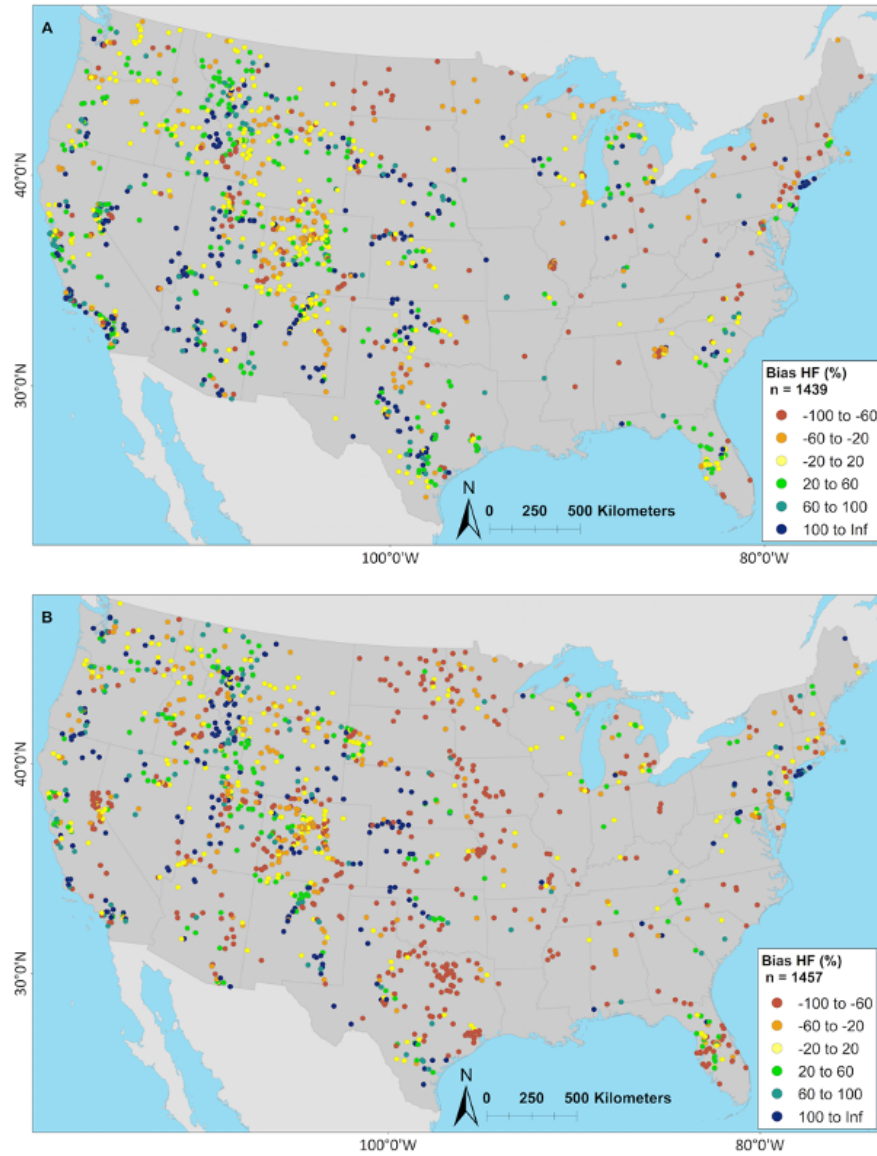 A
40°0'N
30°0'N
Bias HF (%)
n = 1439
-100 to -60
-60 to -20
-20 to 20
20 to 60
60 to 100
100 to Inf
N
0 250 500 Kilometers
100°0'W
80°0'W
B
40°0'N
30°0'N
Bias HF (%)
n = 1457
-100 to -60
-60 to -20
-20 to 20
20 to 60
60 to 100
100 to Inf
N
0 250 500 Kilometers
100°0'W
80°0'W